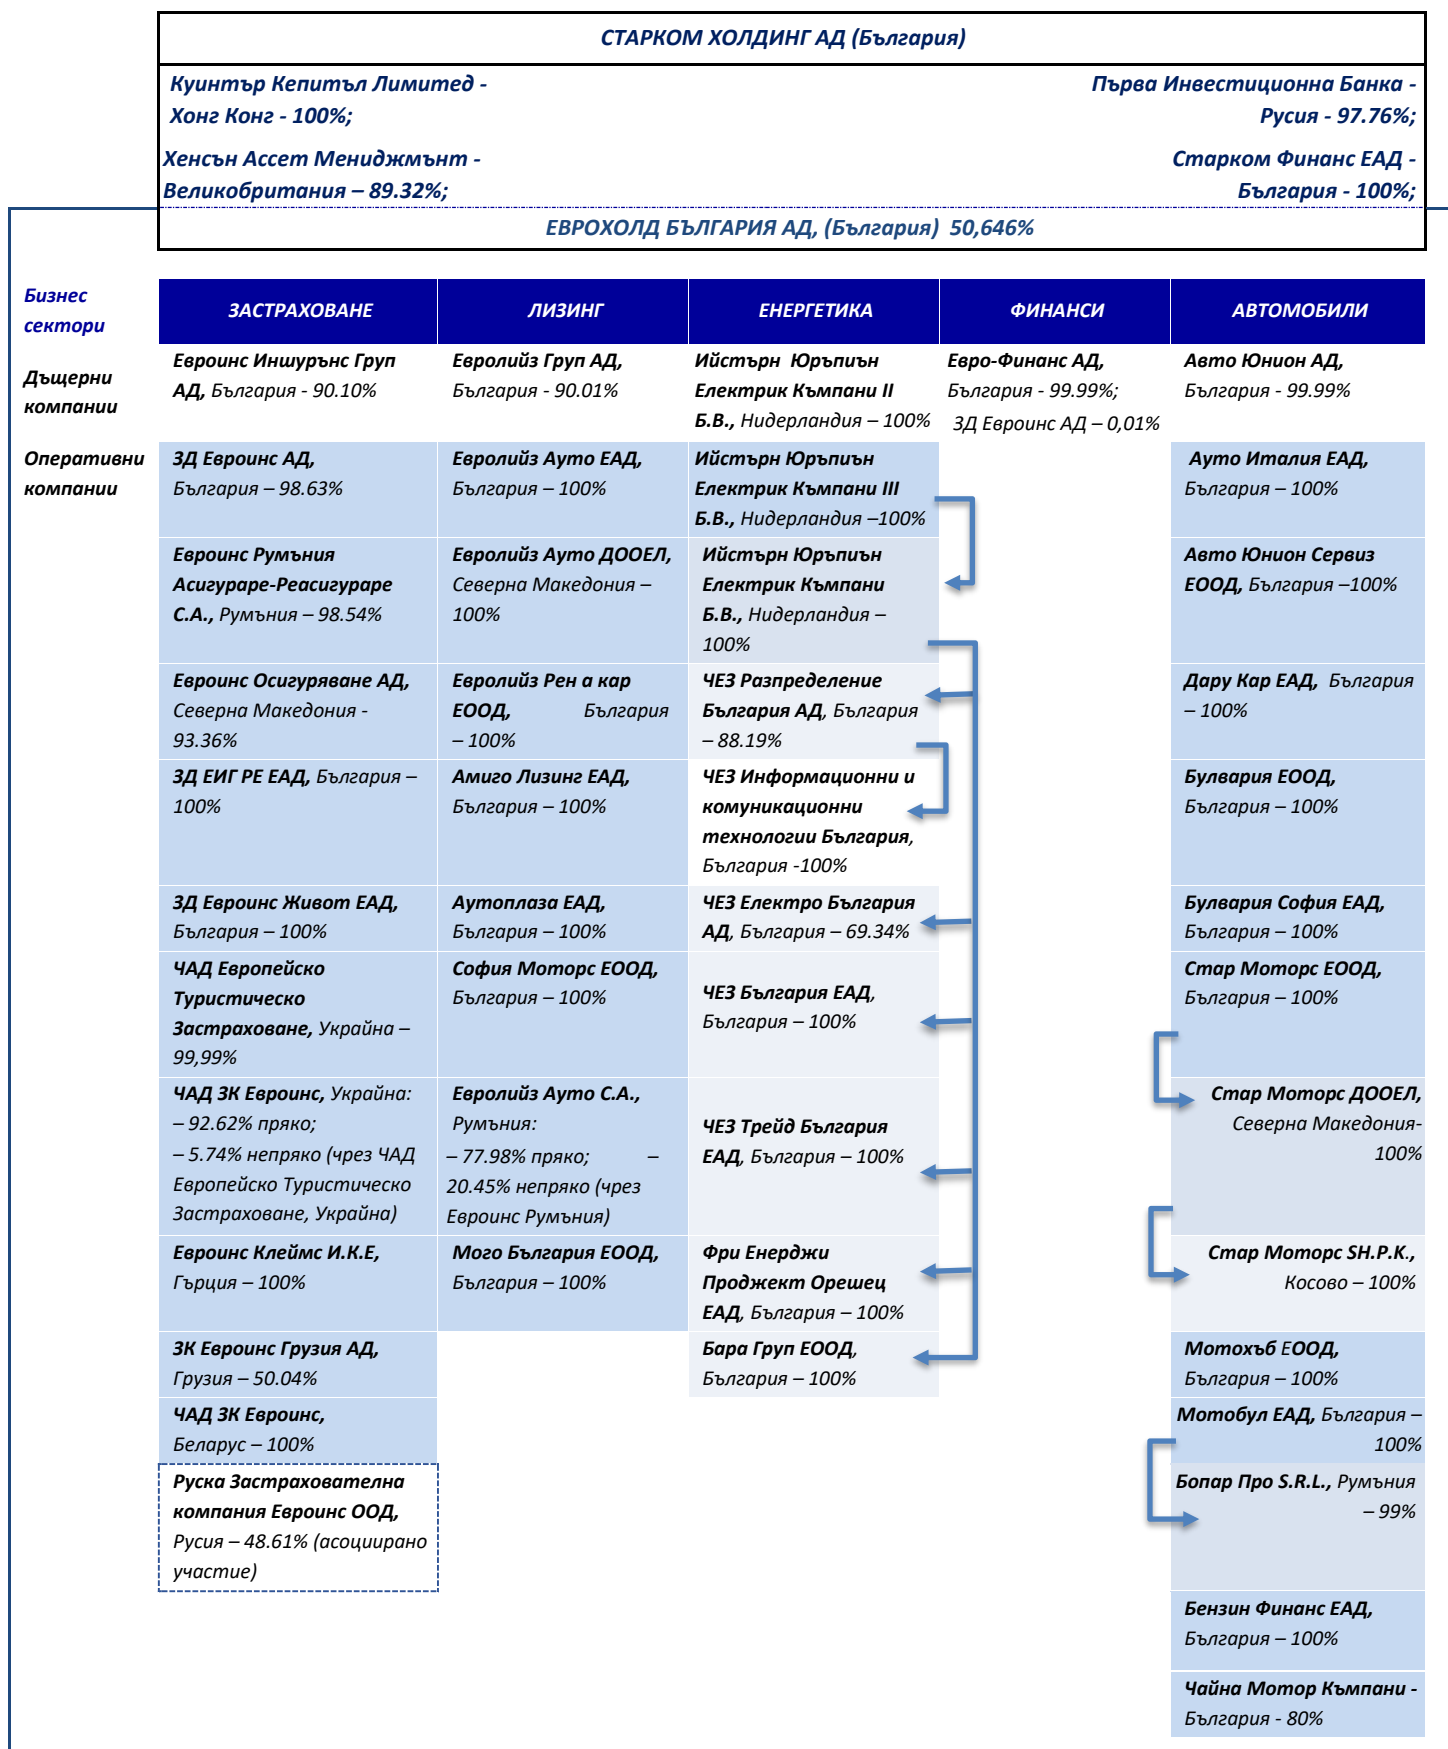 СТАРКОМ ХОЛДИНГ АД (България)
Куинтър Кепитъл Лимитед -
Хонг Конг - 100%;
Първа Инвестиционна Банка -
Русия - 97.76%;
Хенсън Ассет Мениджмънт -
Великобритания – 89.32%;
Старком Финанс ЕАД -
България - 100%;
ЕВРОХОЛД БЪЛГАРИЯ АД, (България) 50,646%
Бизнес
сектори
ЗАСТРАХОВАНЕ
ЛИЗИНГ
ЕНЕРГЕТИКА
ФИНАНСИ
АВТОМОБИЛИ
Дъщерни
компании
Евроинс Иншурънс Груп
АД, България - 90.10%
Евролийз Груп АД,
България - 90.01%
Ийстърн Юръпиън
Електрик Къмпани II
Б.В., Нидерландия – 100%
Евро-Финанс АД,
България - 99.99%;
ЗД Евроинс АД – 0,01%
Авто Юнион АД,
България - 99.99%
Оперативни
компании
ЗД Евроинс АД,
България – 98.63%
Евролийз Ауто ЕАД,
България – 100%
Ийстърн Юръпиън
Електрик Къмпани III
Б.В., Нидерландия –100%
Ауто Италия ЕАД,
България – 100%
Евроинс Румъния
Асигураре-Реасигураре
С.А., Румъния – 98.54%
Евролийз Ауто ДООЕЛ,
Северна Македония –
100%
Ийстърн Юръпиън
Електрик Къмпани
Б.В., Нидерландия –
100%
Авто Юнион Сервиз
ЕООД, България –100%
Евроинс Осигуряване АД,
Северна Македония -
93.36%
Евролийз Рен а кар
ЕООД, България
– 100%
ЧЕЗ Разпределение
България АД, България
– 88.19%
Дару Кар ЕАД, България
– 100%
ЗД ЕИГ РЕ ЕАД, България –
100%
Амиго Лизинг ЕАД,
България – 100%
ЧЕЗ Информационни и
комуникационни
технологии България,
България -100%
Булвария ЕООД,
България – 100%
ЗД Евроинс Живот ЕАД,
България – 100%
Аутоплаза ЕАД,
България – 100%
ЧЕЗ Електро България
АД, България – 69.34%
Булвария София ЕАД,
България – 100%
ЧАД Европейско
Туристическо
Застраховане, Украйна –
99,99%
София Моторс ЕООД,
България – 100%
ЧЕЗ България ЕАД,
България – 100%
Стар Моторс ЕООД,
България – 100%
ЧАД ЗК Евроинс, Украйна:
– 92.62% пряко;
– 5.74% непряко (чрез ЧАД
Европейско Туристическо
Застраховане, Украйна)
Евролийз Ауто С.А.,
Румъния:
– 77.98% пряко; –
20.45% непряко (чрез
Евроинс Румъния)
ЧЕЗ Трейд България
ЕАД, България – 100%
Стар Моторс ДООЕЛ,
Северна Македония-
100%
Евроинс Клеймс И.К.Е,
Гърция – 100%
Мого България ЕООД,
България – 100%
Фри Енерджи
Проджект Орешец
ЕАД, България – 100%
Стар Моторс SH.P.K.,
Косово – 100%
ЗК Евроинс Грузия АД,
Грузия – 50.04%
Бара Груп ЕООД,
България – 100%
Мотохъб ЕООД,
България – 100%
ЧАД ЗК Евроинс,
Беларус – 100%
Мотобул ЕАД, България –
100%
Руска Застрахователна
компания Евроинс ООД,
Русия – 48.61% (асоциирано
участие)
Бопар Про S.R.L., Румъния
– 99%
Бензин Финанс ЕАД,
България – 100%
Чайна Мотор Къмпани -
България - 80%